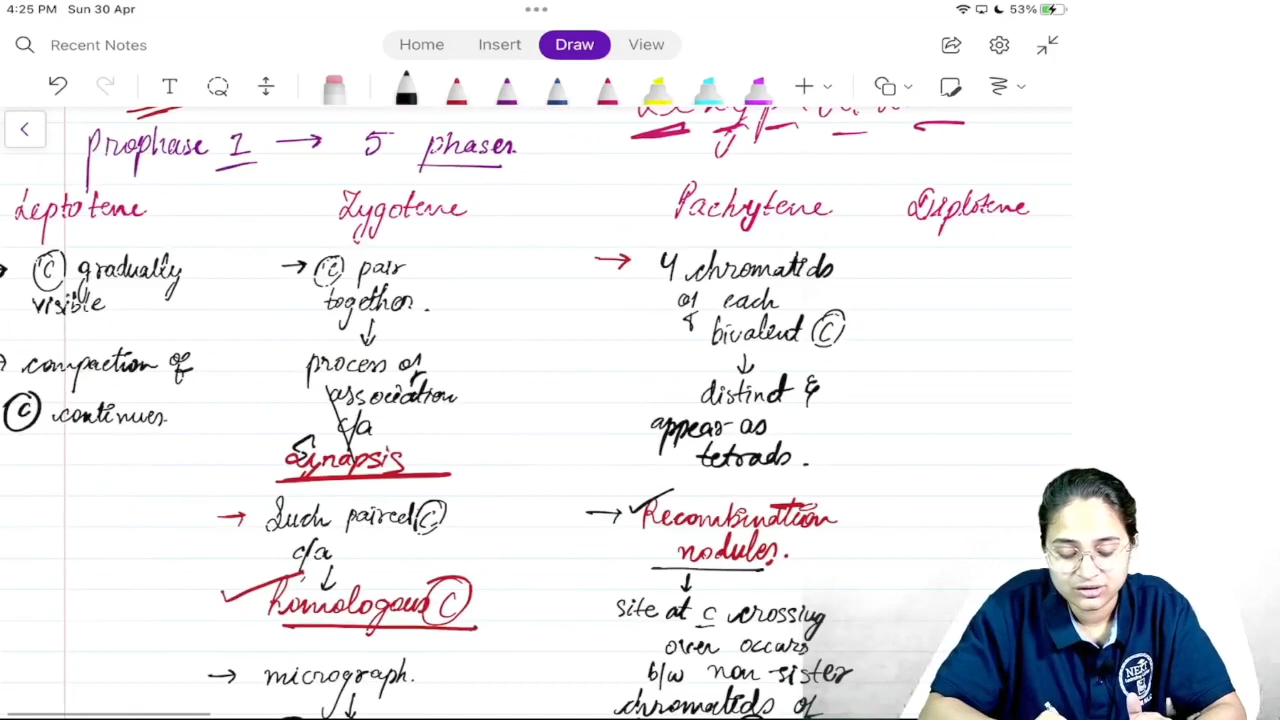 4:25 PM Sun 30 Apr
53%
Recent Notes
Home Insert Draw View
Prophase I → 5 phases.
Leptotene
→ Ⓒ gradually
visible
→ compaction of
Ⓒ continues.
Zygotene
→ Ⓒ pair
together.
↓
process of
association
c/a
Synapsis
→ Such paired Ⓒ
c/a
↓
homologous Ⓒ
→ micrograph.
↓
Pachytene
→ 4 chromatids
of each
bivalent Ⓒ
↓
distinct &
appear as
tetrads.
→ Recombination
nodules.
↓
site at c crossing
over occurs
b/w non-sister
chromatids of
Diplotene
NEXT